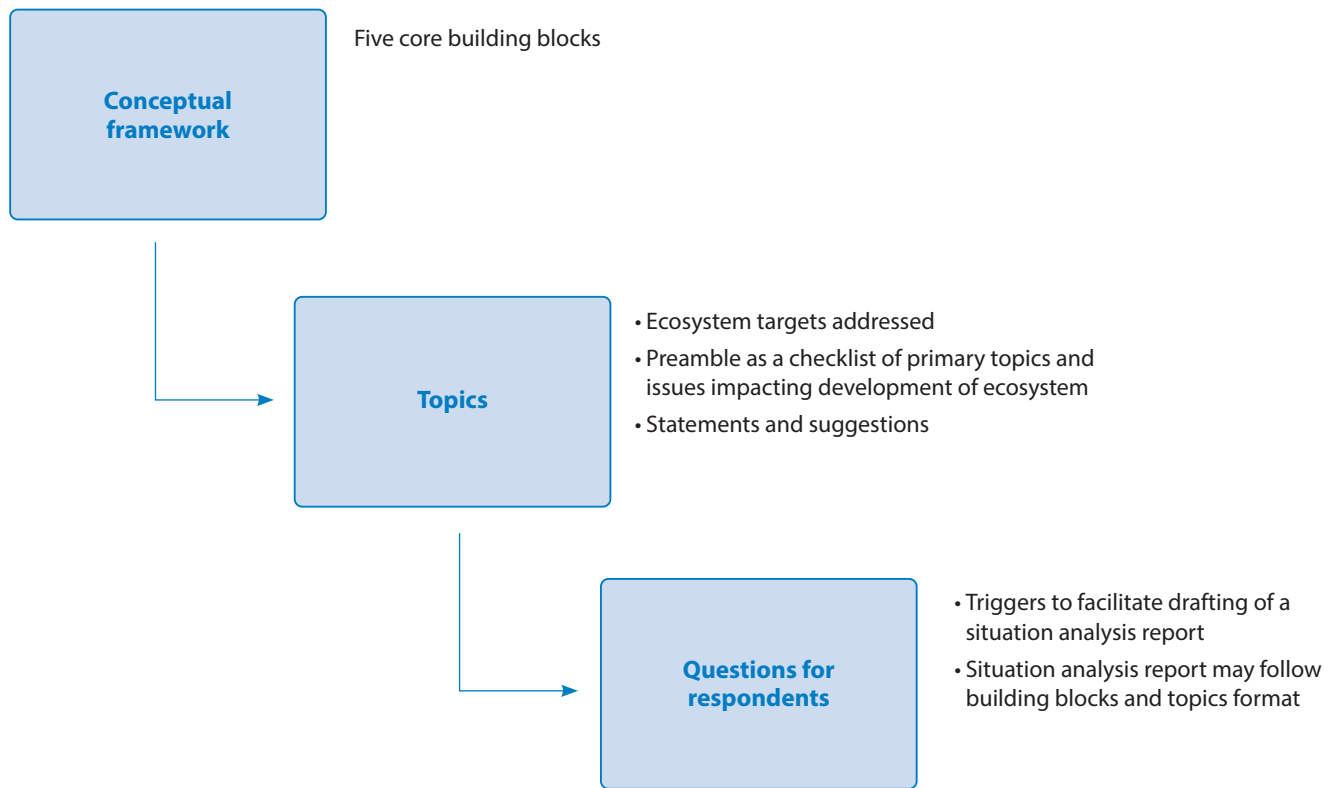 Five core building blocks
Conceptual
framework
• Ecosystem targets addressed
• Preamble as a checklist of primary topics and
issues impacting development of ecosystem
• Statements and suggestions
Topics
• Triggers to facilitate drafting of a
situation analysis report
• Situation analysis report may follow
building blocks and topics format
Questions for
respondents